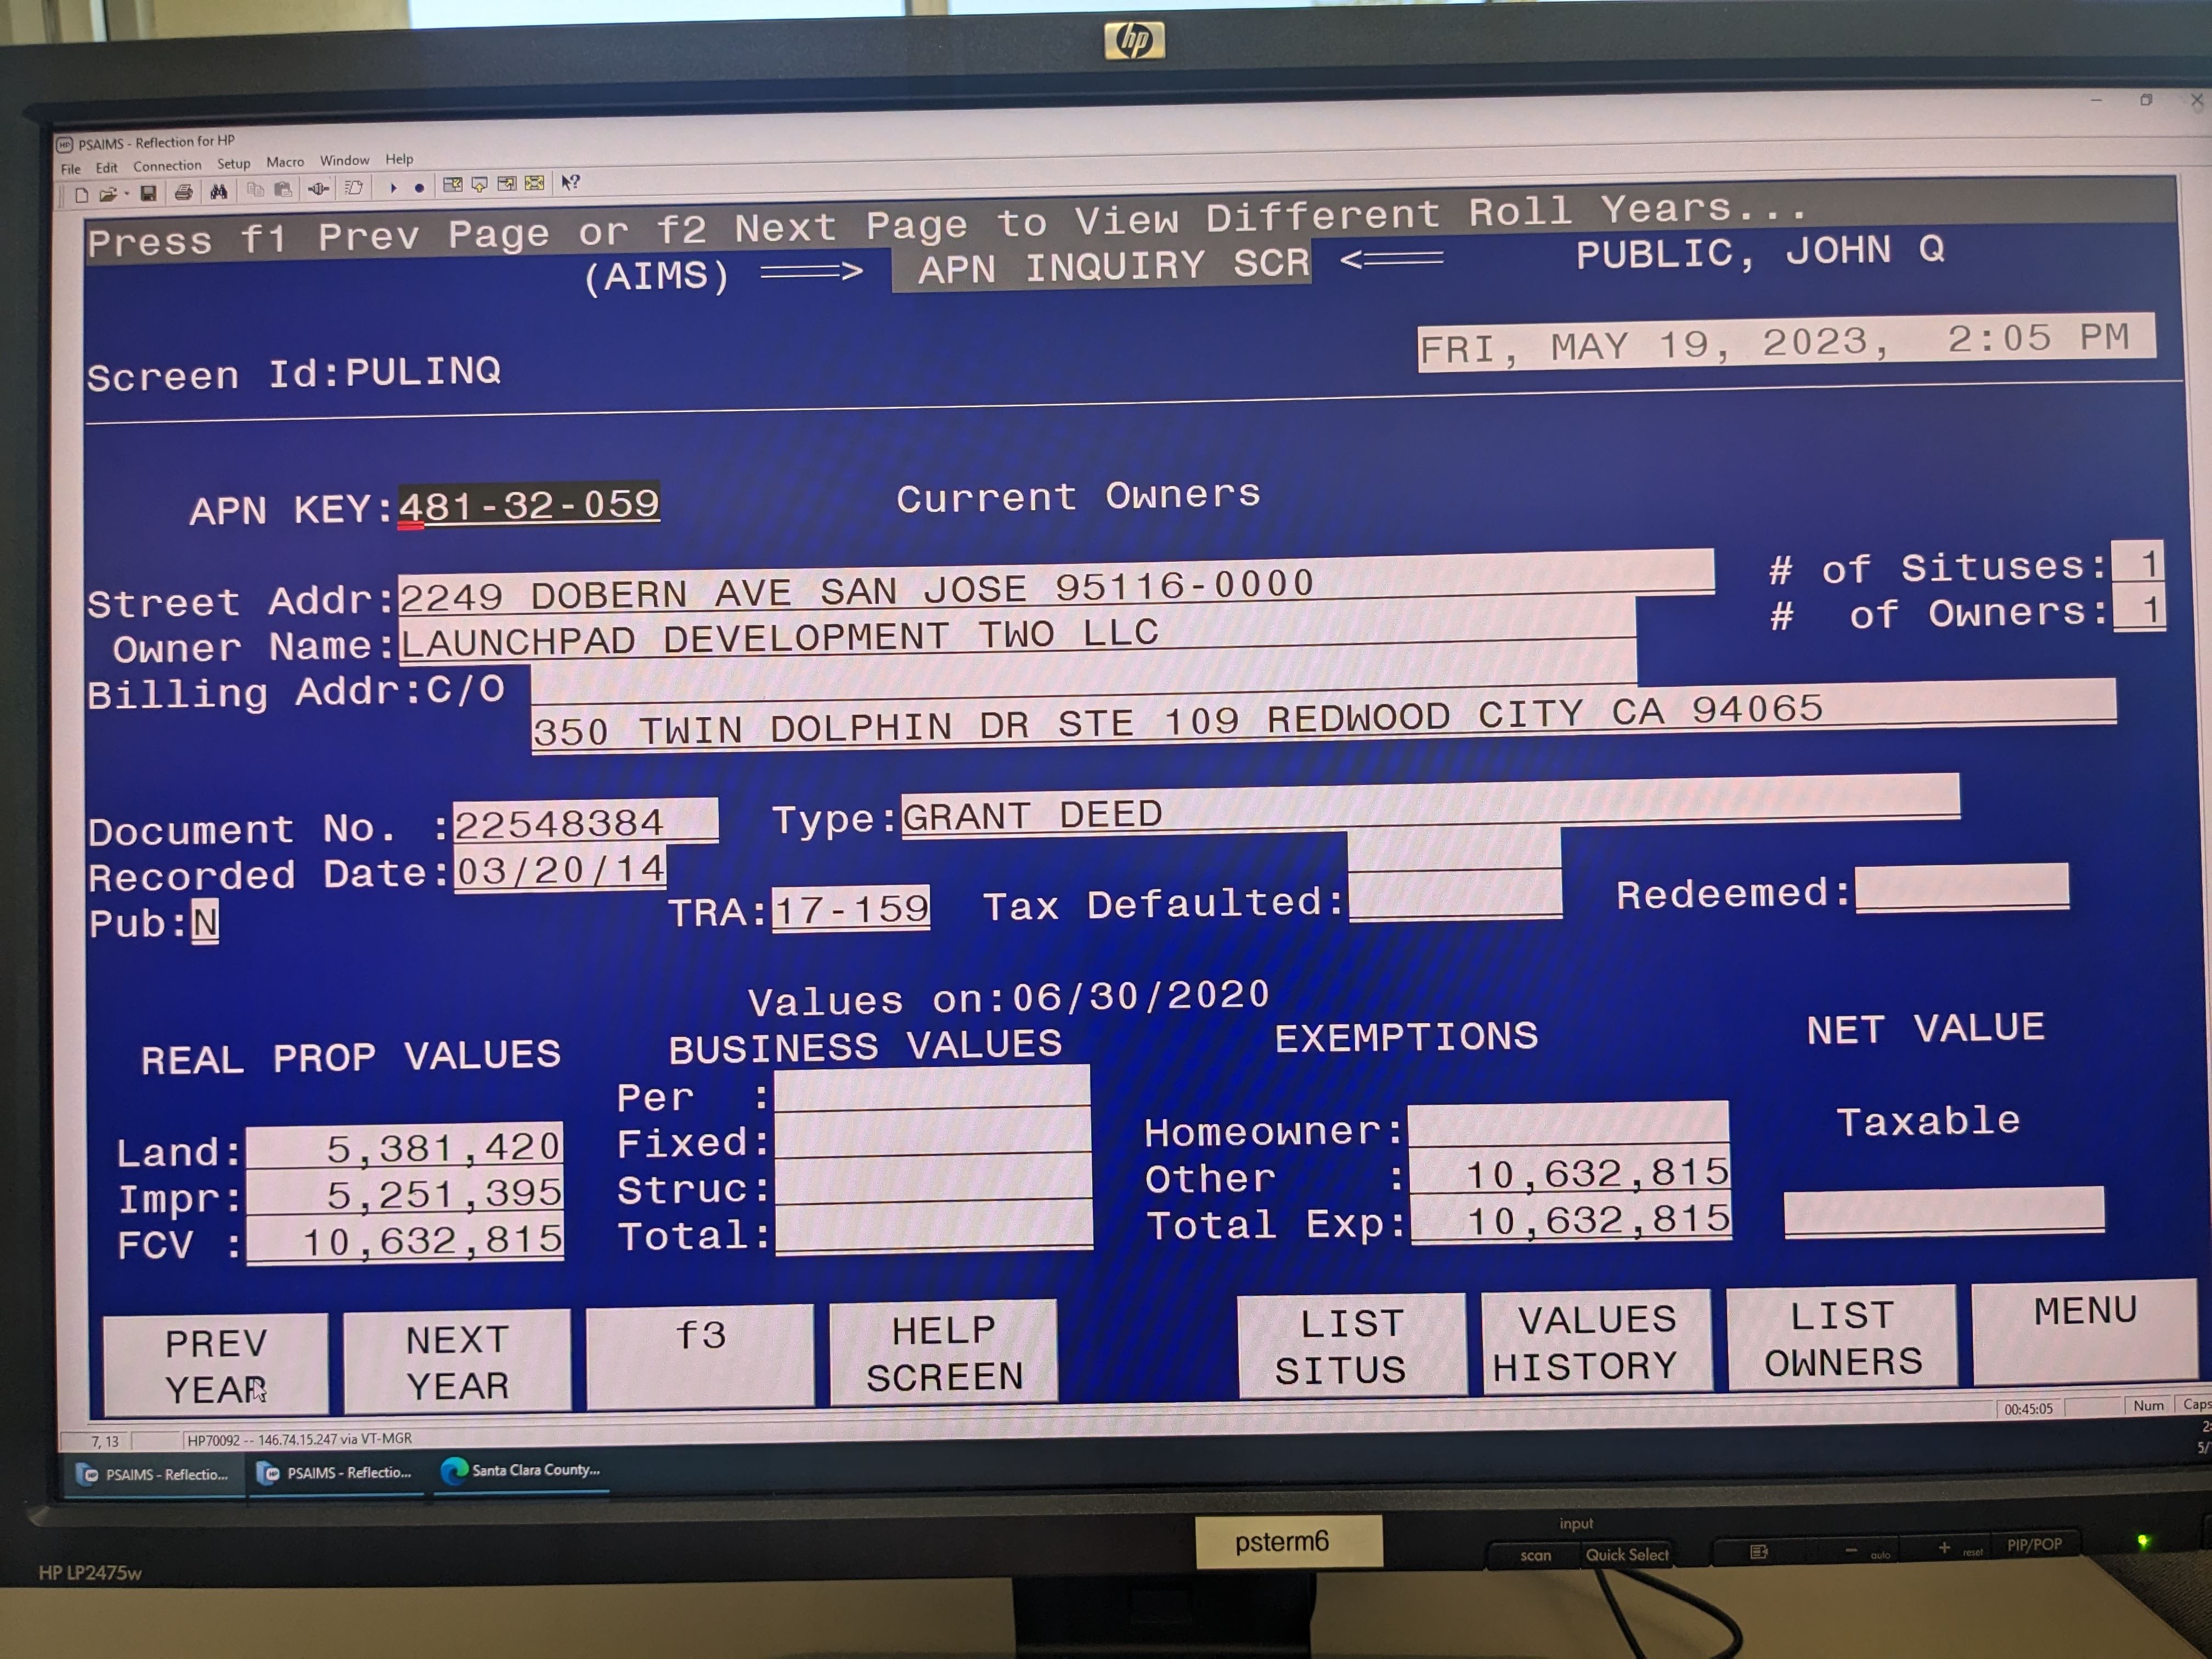 hp
PSAIMS - Reflection for HP
File Edit Connection Setup Macro Window Help
Press f1 Prev Page or f2 Next Page to View Different Roll Years...
(AIMS) ===> APN INQUIRY SCR <=== PUBLIC, JOHN Q
Screen Id:PULINQ FRI, MAY 19, 2023, 2:05 PM
APN KEY:481-32-059 Current Owners
Street Addr:2249 DOBERN AVE SAN JOSE 95116-0000 # of Situses: 1
Owner Name:LAUNCHPAD DEVELOPMENT TWO LLC # of Owners: 1
Billing Addr:C/O
350 TWIN DOLPHIN DR STE 109 REDWOOD CITY CA 94065
Document No. :22548384 Type:GRANT DEED
Recorded Date:03/20/14
Pub:N TRA:17-159 Tax Defaulted: Redeemed:
Values on:06/30/2020
REAL PROP VALUES BUSINESS VALUES EXEMPTIONS NET VALUE
Per :
Land: 5,381,420 Fixed: Homeowner: Taxable
Impr: 5,251,395 Struc: Other : 10,632,815
FCV : 10,632,815 Total: Total Exp: 10,632,815
PREV YEAR NEXT YEAR f3 HELP SCREEN LIST SITUS VALUES HISTORY LIST OWNERS MENU
7, 13 HP70092 -- 146.74.15.247 via VT-MGR 00:45:05 Num Caps
PSAIMS - Reflectio... PSAIMS - Reflectio... Santa Clara County...
psterm6
HP LP2475w
input
scan Quick Select - auto + reset PIP/POP